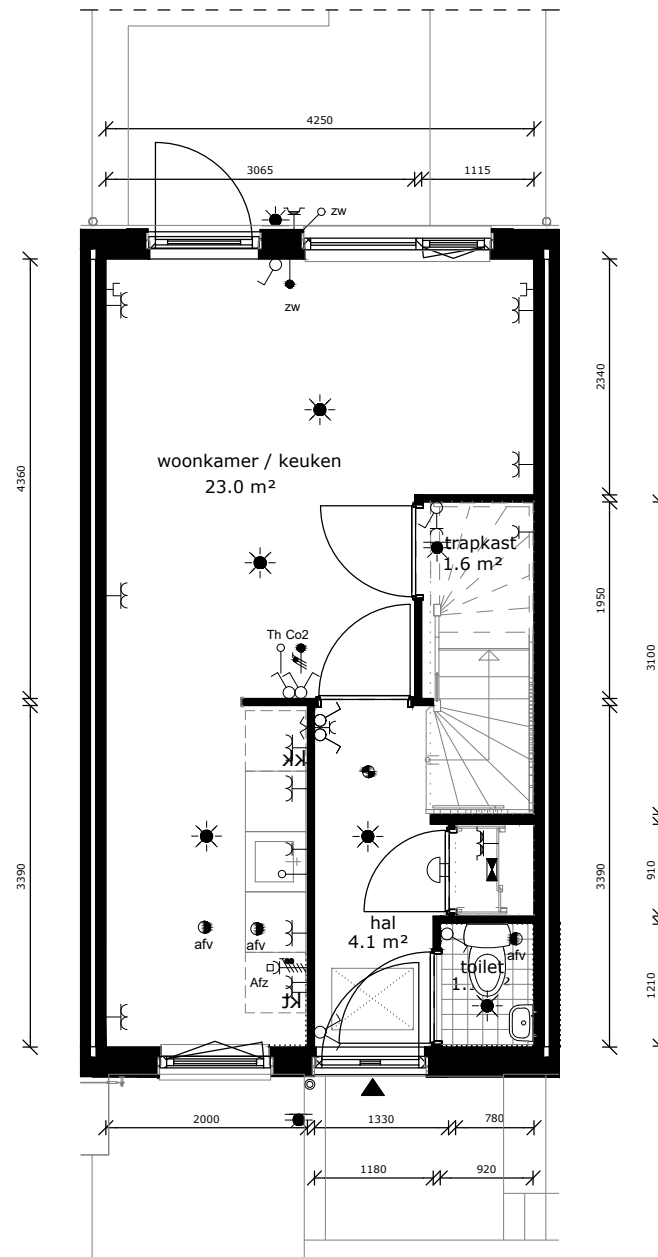 4250
3065
1115
zw
zw
2340
4360
woonkamer / keuken
23.0 m²
trapkast
1.6 m²
1950
Th Co2
3100
kk
3390
3390
910
hal
4.1 m²
afv
afv
afv
toilet
Afz
kt
1210
2000
1330
780
1180
920